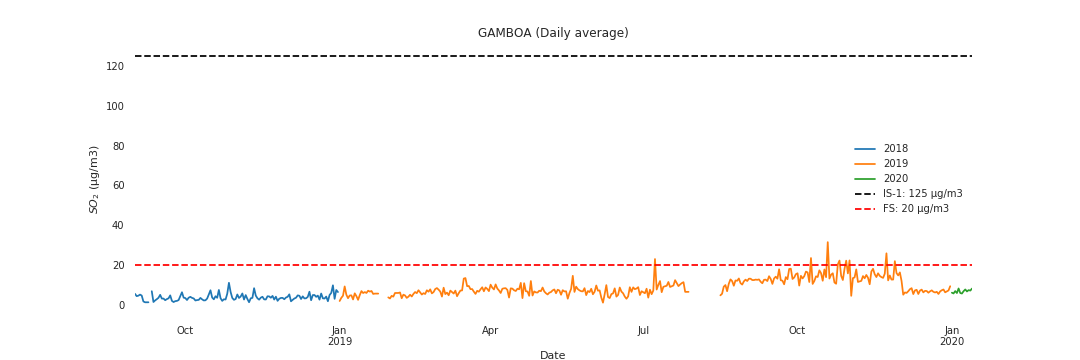 GAMBOA (Daily average)
120
100
80
60
40
20
0
SO₂ (µg/m3)
2018
2019
2020
IS-1: 125 µg/m3
FS: 20 µg/m3
Oct
Jan
2019
Apr
Jul
Oct
Jan
2020
Date